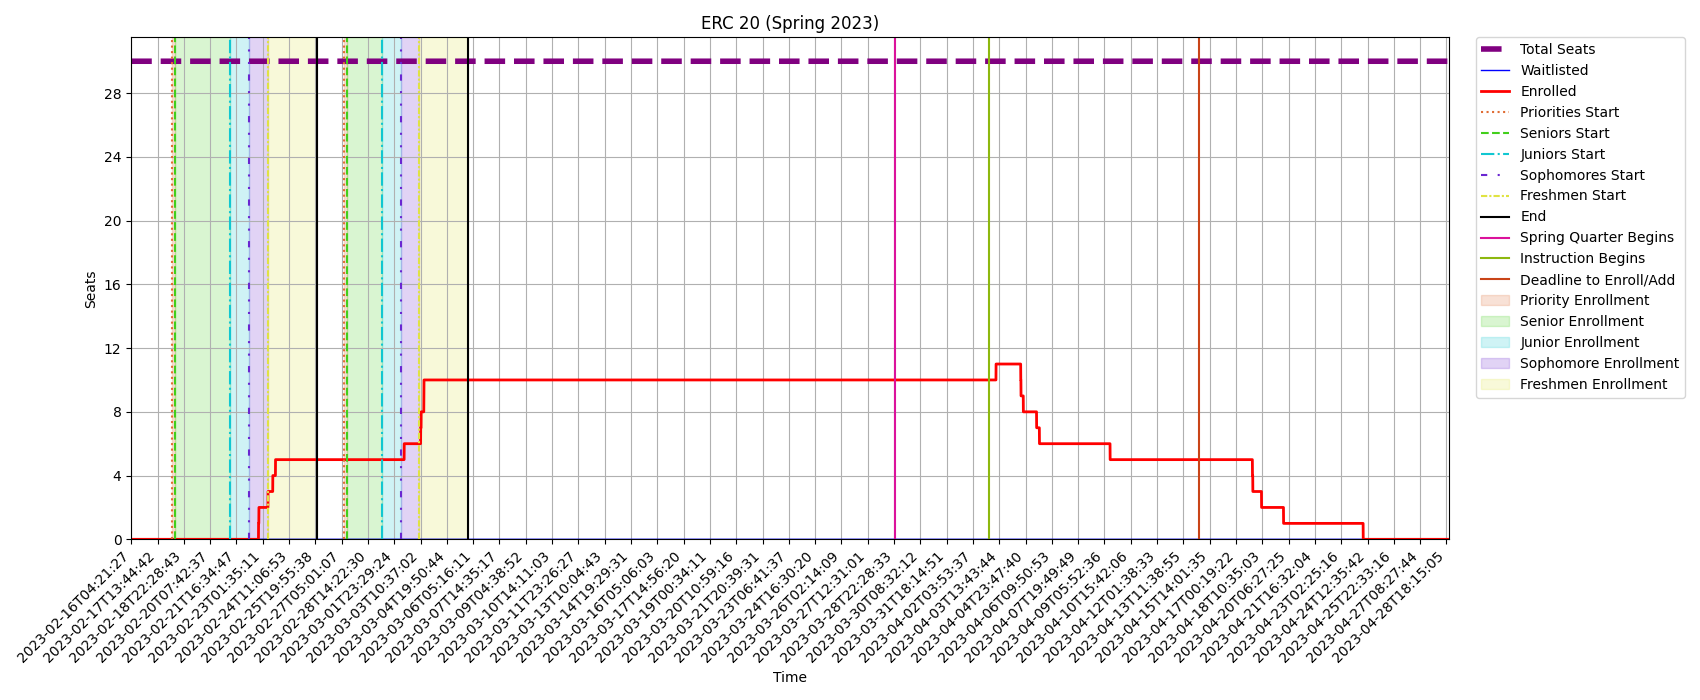 ERC 20 (Spring 2023)
Seats
28
24
20
16
12
8
4
0
2023-02-16T04:21:27
2023-02-17T13:44:42
2023-02-18T22:28:43
2023-02-20T07:42:37
2023-02-21T16:34:47
2023-02-23T01:35:11
2023-02-24T11:06:53
2023-02-25T19:55:38
2023-02-27T05:01:07
2023-02-28T14:22:30
2023-03-01T23:29:24
2023-03-03T10:37:02
2023-03-04T19:50:44
2023-03-06T05:16:11
2023-03-07T14:35:17
2023-03-09T04:38:52
2023-03-10T14:11:03
2023-03-11T23:26:27
2023-03-13T10:04:43
2023-03-14T19:29:31
2023-03-16T05:06:03
2023-03-17T14:56:20
2023-03-19T00:34:11
2023-03-20T10:59:16
2023-03-21T20:39:31
2023-03-23T06:41:37
2023-03-24T16:30:20
2023-03-26T02:14:09
2023-03-27T12:31:01
2023-03-28T22:28:33
2023-03-30T08:32:12
2023-03-31T18:14:51
2023-04-02T03:53:37
2023-04-03T13:43:44
2023-04-04T23:47:40
2023-04-06T09:50:53
2023-04-07T19:49:49
2023-04-09T05:52:36
2023-04-10T15:42:06
2023-04-12T01:38:33
2023-04-13T11:38:55
2023-04-15T14:01:35
2023-04-17T00:19:22
2023-04-18T10:35:03
2023-04-20T06:27:25
2023-04-21T16:32:04
2023-04-23T02:25:16
2023-04-24T12:35:42
2023-04-25T22:33:16
2023-04-27T08:27:44
2023-04-28T18:15:05
Time
Total Seats
Waitlisted
Enrolled
Priorities Start
Seniors Start
Juniors Start
Sophomores Start
Freshmen Start
End
Spring Quarter Begins
Instruction Begins
Deadline to Enroll/Add
Priority Enrollment
Senior Enrollment
Junior Enrollment
Sophomore Enrollment
Freshmen Enrollment